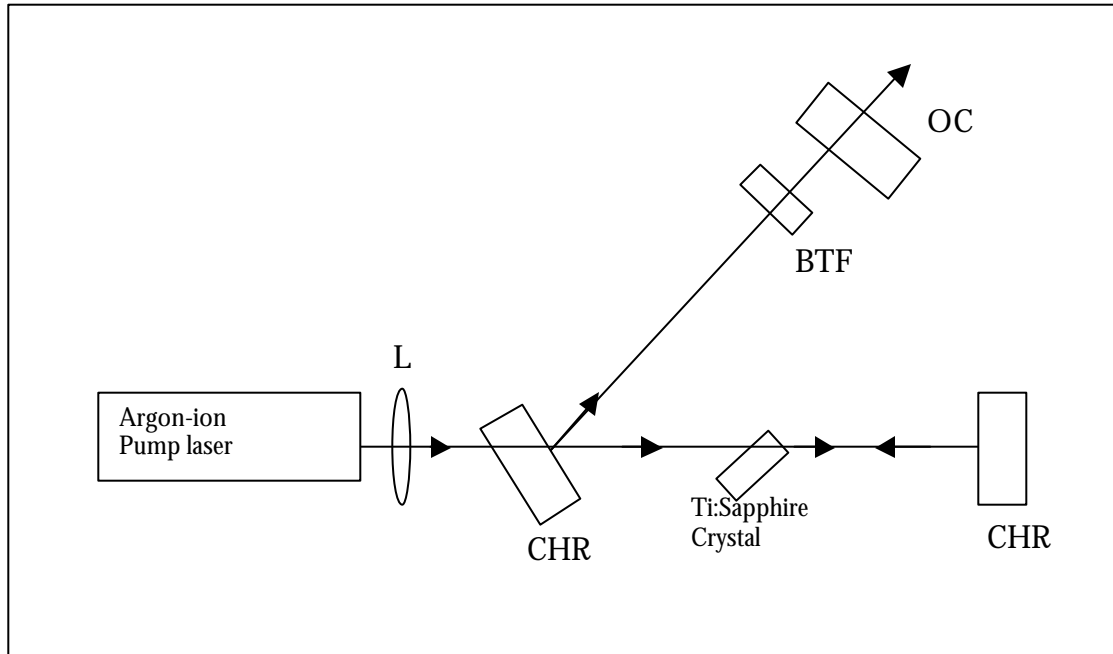 OC
BTF
L
Argon-ion
Pump laser
CHR
Ti:Sapphire
Crystal
CHR